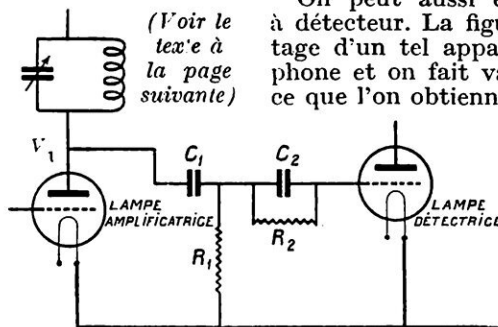 (Voir le
tex'e à
la page
suivante)
On peut aussi
à détecteur. La figu
tage d'un tel appa
phone et on fait va
ce que l'on obtienn
V1
C1
C2
LAMPE
AMPLIFICATRICE
R1
R2
LAMPE
DÉTECTRICE